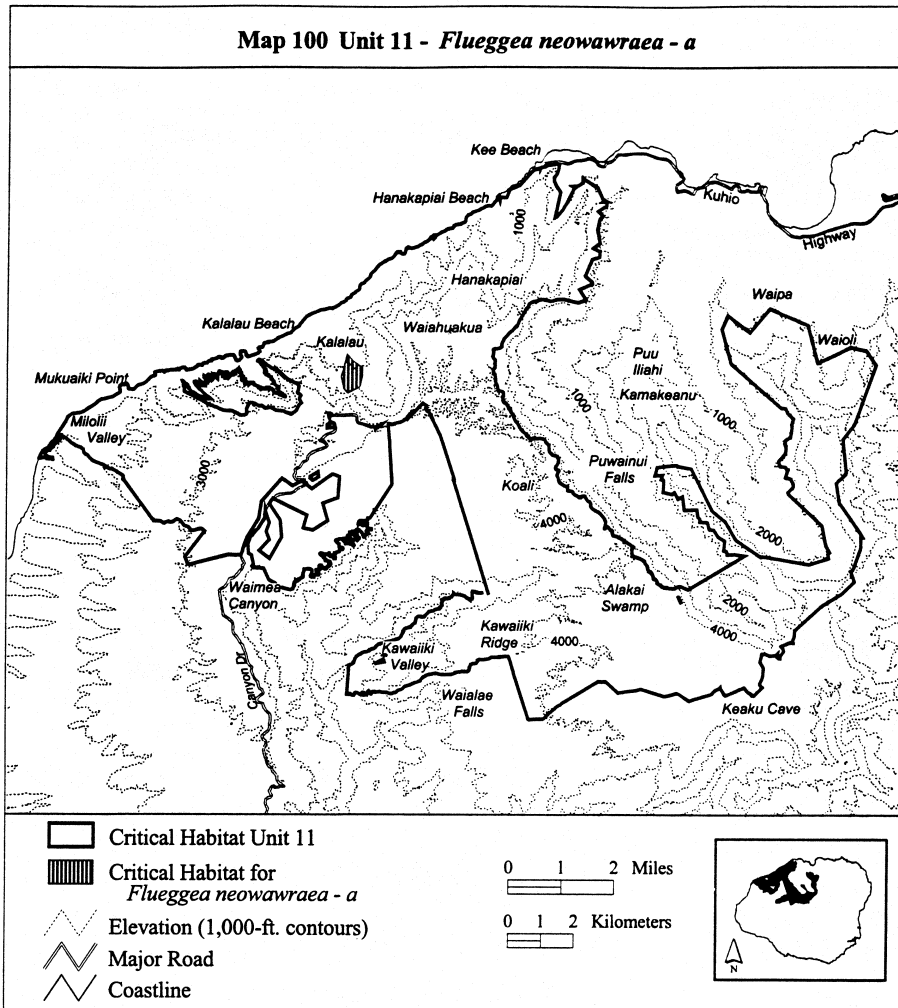 Map 100 Unit 11 - Flueggea neowawraea - a
Kee Beach
Hanakapiai Beach
Kuhio
Highway
1000
Hanakapiai
Waipa
Kalalau Beach
Waiahuakua
Kalalau
Waioli
Puu
Iliahi
Mukuaiki Point
Kamakeanu
1000
1000
Milolii
Valley
3000
Puwainui
Falls
Koali
4000
2000
Waimea
Canyon
Alakai
Swamp
2000
4000
Kawaiiki
Ridge
4000
Kawaiiki
Valley
Canyon Dr
Waialae
Falls
Keaku Cave
Critical Habitat Unit 11
Critical Habitat for
Flueggea neowawraea - a
Elevation (1,000-ft. contours)
Major Road
Coastline
0 1 2 Miles
0 1 2 Kilometers
N